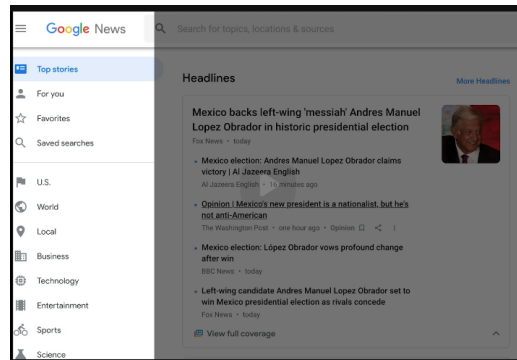 Google News
Search for topics, locations & sources
Top stories
For you
Favorites
Saved searches
U.S.
World
Local
Business
Technology
Entertainment
Sports
Science
Headlines
More Headlines
Mexico backs left-wing 'messiah' Andres Manuel
Lopez Obrador in historic presidential election
Fox News • today
Mexico election: Andres Manuel Lopez Obrador claims
victory | Al Jazeera English
Al Jazeera English • 16 minutes ago
Opinion | Mexico's new president is a nationalist, but he's
not anti-American
The Washington Post • one hour ago • Opinion
Mexico election: López Obrador vows profound change
after win
BBC News • today
Left-wing candidate Andres Manuel Lopez Obrador set to
win Mexico presidential election as rivals concede
Fox News • today
View full coverage